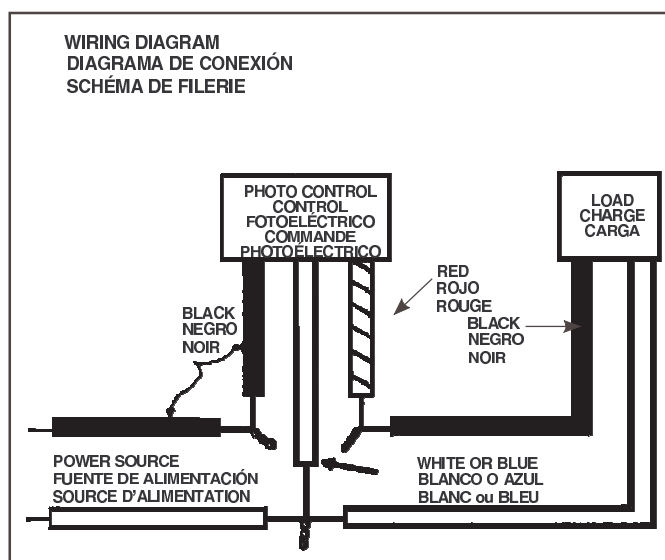 WIRING DIAGRAM
DIAGRAMA DE CONEXIÓN
SCHÉMA DE FILERIE
PHOTO CONTROL
CONTROL
FOTOELÉCTRICO
COMMANDE
PHOTOÉLECTRICO
LOAD
CHARGE
CARGA
RED
ROJO
ROUGE
BLACK
NEGRO
NOIR
BLACK
NEGRO
NOIR
POWER SOURCE
FUENTE DE ALIMENTACIÓN
SOURCE D'ALIMENTATION
WHITE OR BLUE
BLANCO O AZUL
BLANC ou BLEU